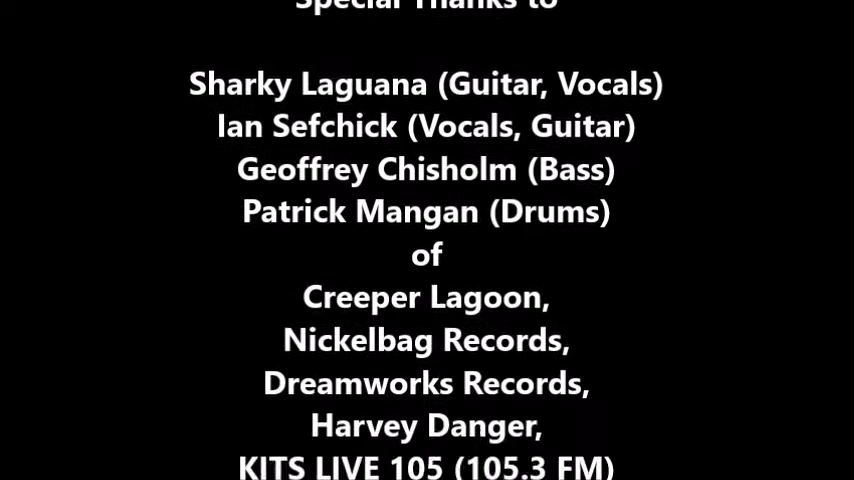 Special Thanks to
Sharky Laguana (Guitar, Vocals)
Ian Sefchick (Vocals, Guitar)
Geoffrey Chisholm (Bass)
Patrick Mangan (Drums)
of
Creeper Lagoon,
Nickelbag Records,
Dreamworks Records,
Harvey Danger,
KITS LIVE 105 (105.3 FM)